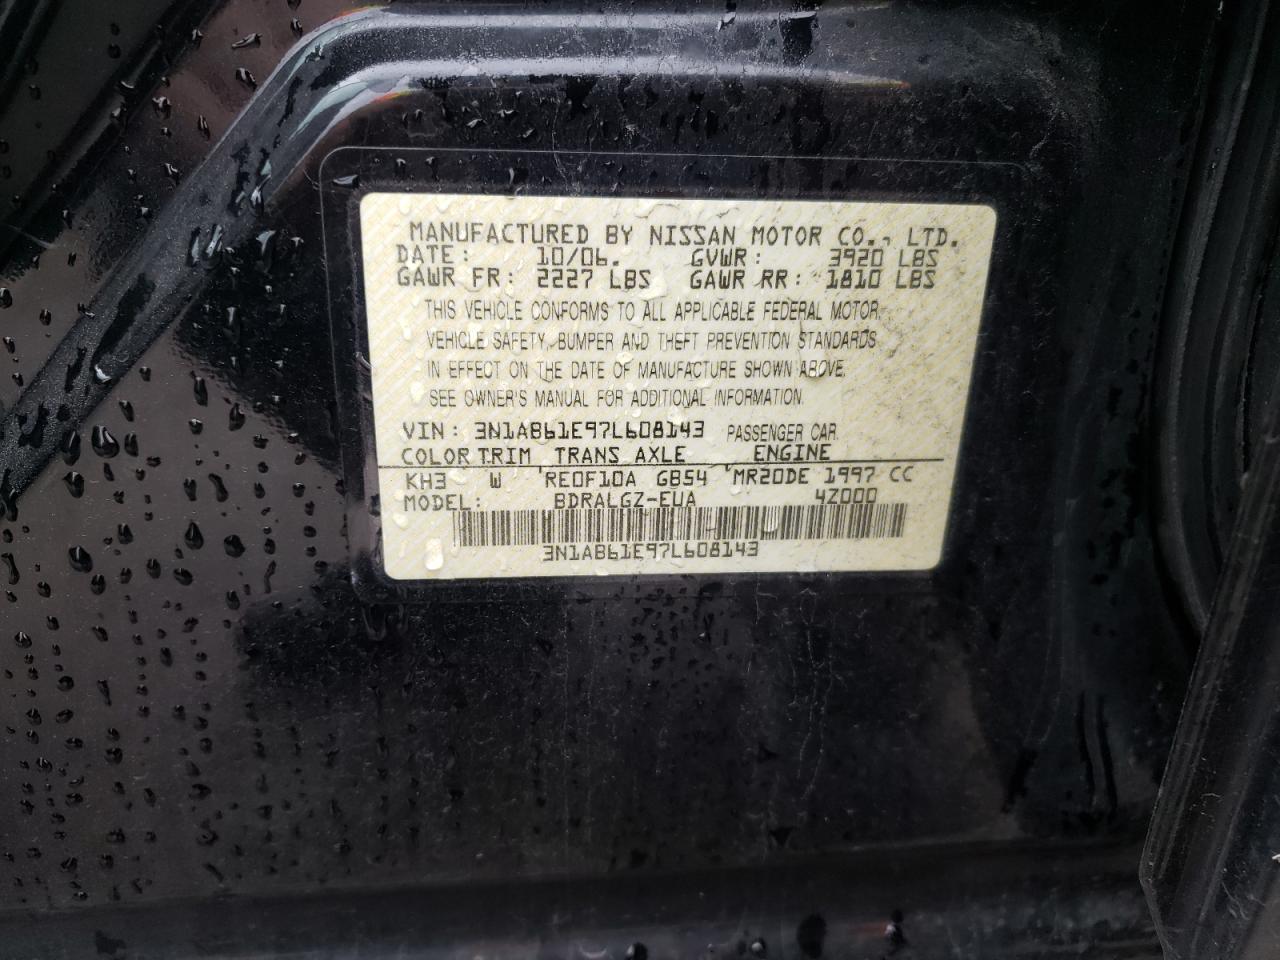 MANUFACTURED BY NISSAN MOTOR CO., LTD.
DATE: 10/06. GVWR: 3920 LBS
GAWR FR: 2227 LBS GAWR RR: 1810 LBS
THIS VEHICLE CONFORMS TO ALL APPLICABLE FEDERAL MOTOR
VEHICLE SAFETY, BUMPER AND THEFT PREVENTION STANDARDS
IN EFFECT ON THE DATE OF MANUFACTURE SHOWN ABOVE.
SEE OWNER'S MANUAL FOR ADDITIONAL INFORMATION.
VIN: 3N1AB61E97L608143 PASSENGER CAR
COLOR TRIM TRANS AXLE ENGINE
KH3 W 'RE0F10A GB54 'MR20DE 1997 CC
MODEL: BDRALGZ-EUA 4Z000
3N1AB61E97L608143